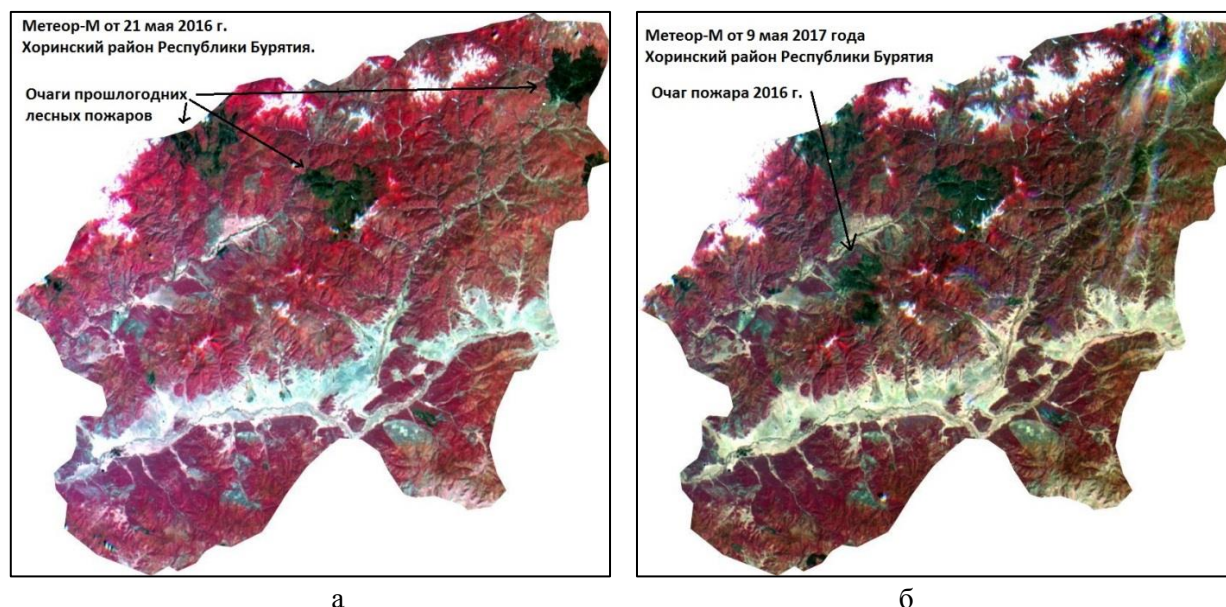 Метеор-М от 21 мая 2016 г.
Хоринский район Республики Бурятия.
Очаги прошлогодних
лесных пожаров
а
Метеор-М от 9 мая 2017 года
Хоринский район Республики Бурятия
Очаг пожара 2016 г.
б